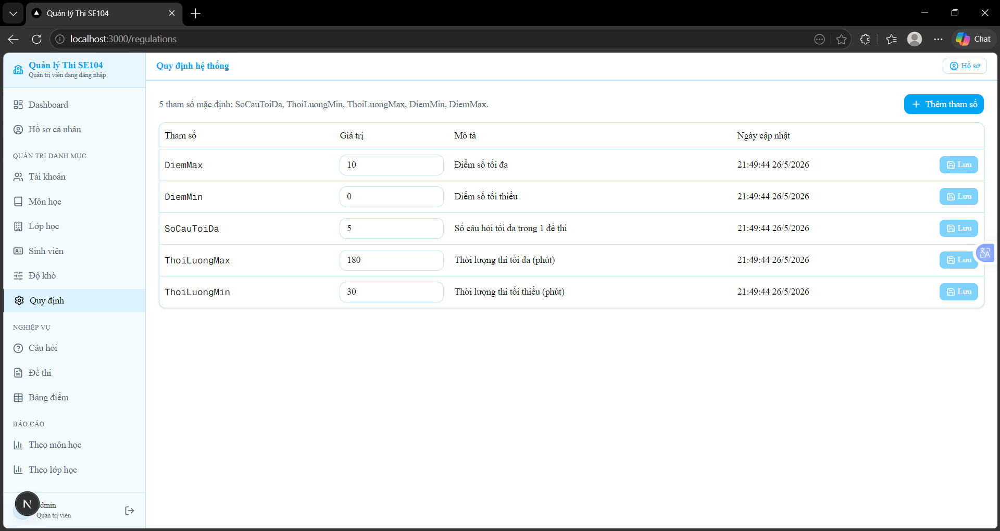 Quản lý Thi SE104
localhost:3000/regulations
Chat
Quản lý Thi SE104
Quản trị viên đang đăng nhập
Quy định hệ thống
Hồ sơ
Dashboard
Hồ sơ cá nhân
QUẢN TRỊ DANH MỤC
Tài khoản
Môn học
Lớp học
Sinh viên
Độ khó
Quy định
NGHIỆP VỤ
Câu hỏi
Đề thi
Bảng điểm
BÁO CÁO
Theo môn học
Theo lớp học
N
dmin
Quản trị viên
5 tham số mặc định: SoCauToiDa, ThoiLuongMin, ThoiLuongMax, DiemMin, DiemMax.
Thêm tham số
Tham số Giá trị Mô tả Ngày cập nhật
DiemMax 10 Điểm số tối đa 21:49:44 26/5/2026 Lưu
DiemMin 0 Điểm số tối thiểu 21:49:44 26/5/2026 Lưu
SoCauToiDa 5 Số câu hỏi tối đa trong 1 đề thi 21:49:44 26/5/2026 Lưu
ThoiLuongMax 180 Thời lượng thi tối đa (phút) 21:49:44 26/5/2026 Lưu
ThoiLuongMin 30 Thời lượng thi tối thiểu (phút) 21:49:44 26/5/2026 Lưu